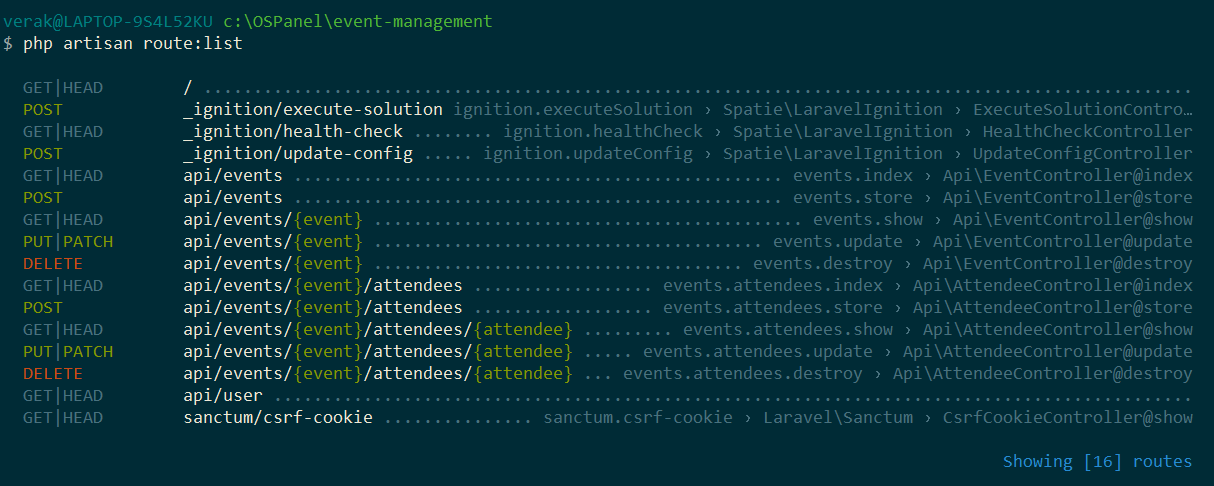 verak@LAPTOP-9S4L52KU c:\OSPanel\event-management
$ php artisan route:list
GET|HEAD / ....................................................................................................
POST _ignition/execute-solution ignition.executeSolution › Spatie\LaravelIgnition › ExecuteSolutionContro…
GET|HEAD _ignition/health-check ........ ignition.healthCheck › Spatie\LaravelIgnition › HealthCheckController
POST _ignition/update-config ..... ignition.updateConfig › Spatie\LaravelIgnition › UpdateConfigController
GET|HEAD api/events ................................................. events.index › Api\EventController@index
POST api/events ................................................. events.store › Api\EventController@store
GET|HEAD api/events/{event} ........................................... events.show › Api\EventController@show
PUT|PATCH api/events/{event} ....................................... events.update › Api\EventController@update
DELETE api/events/{event} ..................................... events.destroy › Api\EventController@destroy
GET|HEAD api/events/{event}/attendees .................. events.attendees.index › Api\AttendeeController@index
POST api/events/{event}/attendees .................. events.attendees.store › Api\AttendeeController@store
GET|HEAD api/events/{event}/attendees/{attendee} ......... events.attendees.show › Api\AttendeeController@show
PUT|PATCH api/events/{event}/attendees/{attendee} ..... events.attendees.update › Api\AttendeeController@update
DELETE api/events/{event}/attendees/{attendee} ... events.attendees.destroy › Api\AttendeeController@destroy
GET|HEAD api/user ............................................................................................
GET|HEAD sanctum/csrf-cookie ............... sanctum.csrf-cookie › Laravel\Sanctum › CsrfCookieController@show
Showing [16] routes